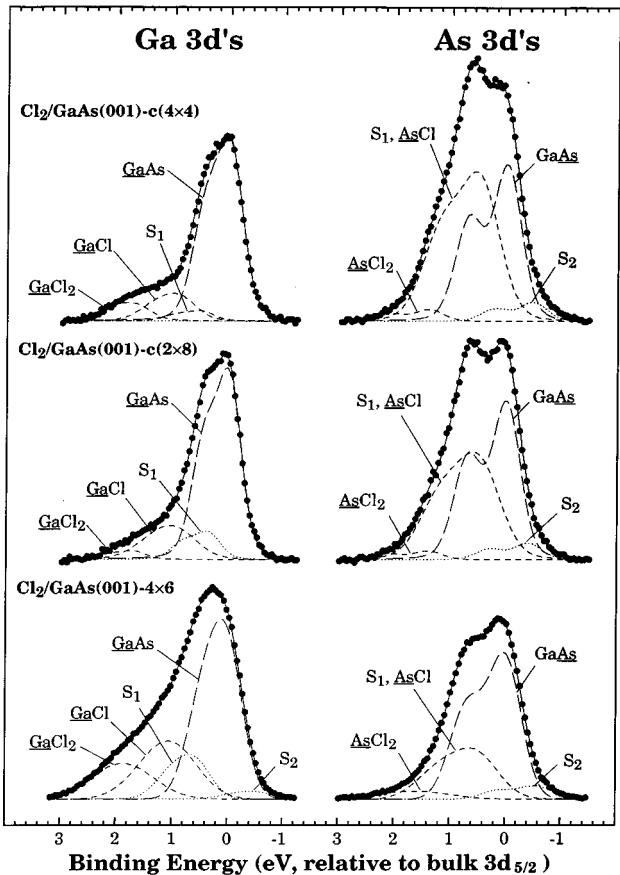 Ga 3d's As 3d's
Cl₂/GaAs(001)-c(4×4)
GaAs
GaCl
S₁
GaCl₂
S₁, AsCl
GaAs
AsCl₂
S₂
Cl₂/GaAs(001)-c(2×8)
GaAs
S₁
GaCl
GaCl₂
S₁, AsCl
GaAs
AsCl₂
S₂
Cl₂/GaAs(001)-4×6
GaAs
S₁
GaCl
GaCl₂
S₂
S₁, AsCl
GaAs
AsCl₂
S₂
3 2 1 0 -1 3 2 1 0 -1
Binding Energy (eV, relative to bulk 3d₅/₂)